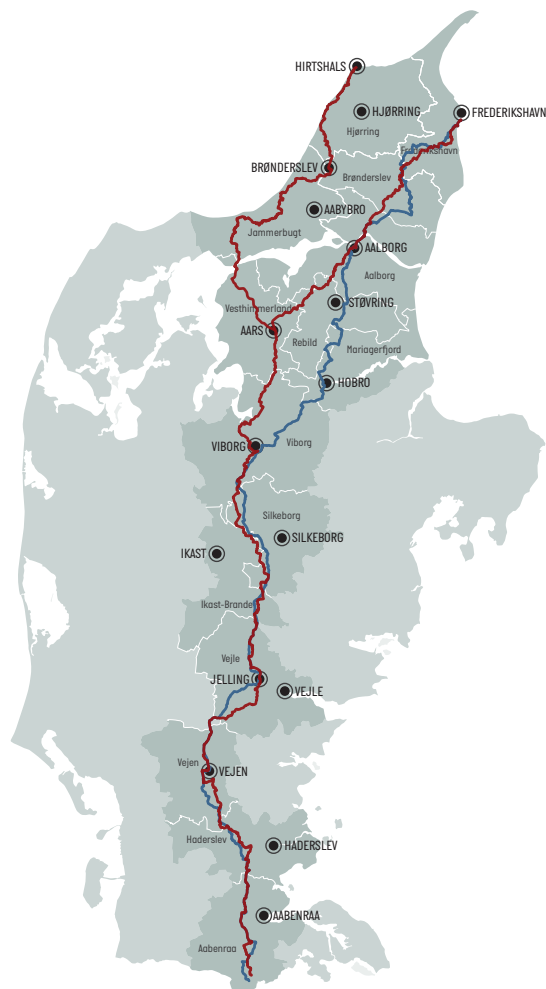 HIRTSHALS
HJØRRING
FREDERIKSHAVN
Hjørring
Frederikshavn
BRØNDERSLEV
Brønderslev
AABYBRO
Jammerbugt
AALBORG
Aalborg
STØVRING
Vesthimmerland
AARS
Rebild
Mariagerfjord
HOBRO
Viborg
VIBORG
Silkeborg
SILKEBORG
IKAST
Ikast-Brande
Vejle
JELLING
VEJLE
Vejen
VEJEN
Haderslev
HADERSLEV
AABENRAA
Aabenraa